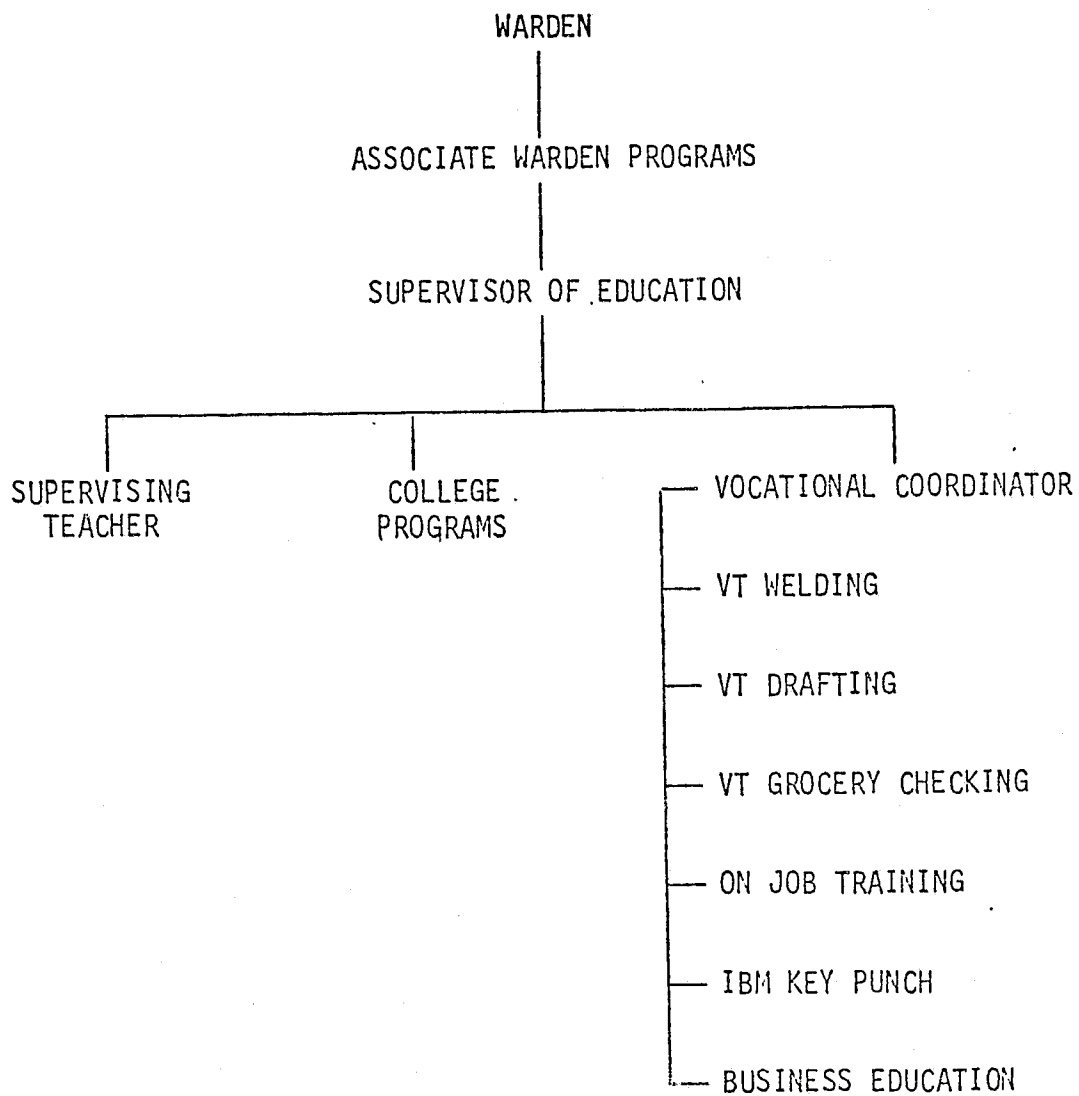 WARDEN
ASSOCIATE WARDEN PROGRAMS
SUPERVISOR OF EDUCATION
SUPERVISING
TEACHER
COLLEGE
PROGRAMS
VOCATIONAL COORDINATOR
VT WELDING
VT DRAFTING
VT GROCERY CHECKING
ON JOB TRAINING
IBM KEY PUNCH
BUSINESS EDUCATION